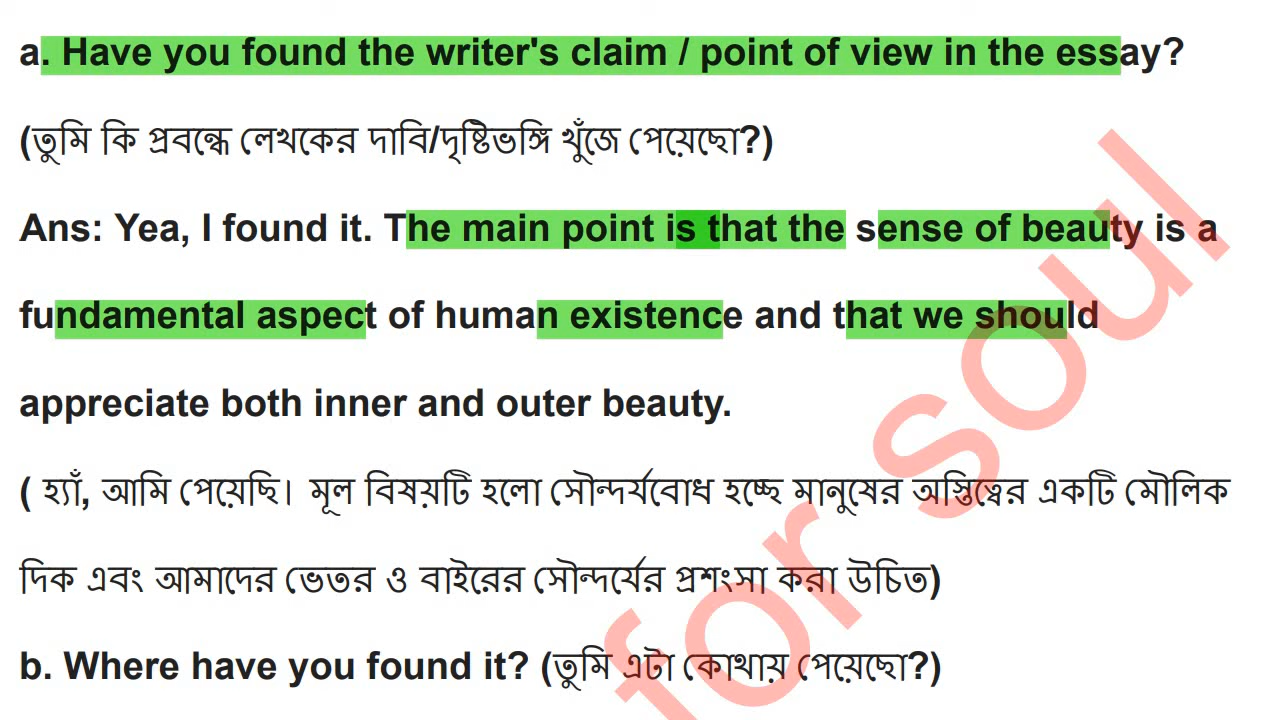 a. Have you found the writer's claim / point of view in the essay?
(তুমি কি প্রবন্ধে লেখকের দাবি/দৃষ্টিভঙ্গি খুঁজে পেয়েছো?)
Ans: Yea, I found it. The main point is that the sense of beauty is a
fundamental aspect of human existence and that we should
appreciate both inner and outer beauty.
( হ্যাঁ, আমি পেয়েছি। মূল বিষয়টি হলো সৌন্দর্যবোধ হচ্ছে মানুষের অস্তিত্বের একটি মৌলিক
দিক এবং আমাদের ভেতর ও বাইরের সৌন্দর্যের প্রশংসা করা উচিত)
b. Where have you found it? (তুমি এটা কোথায় পেয়েছো?)
for soul